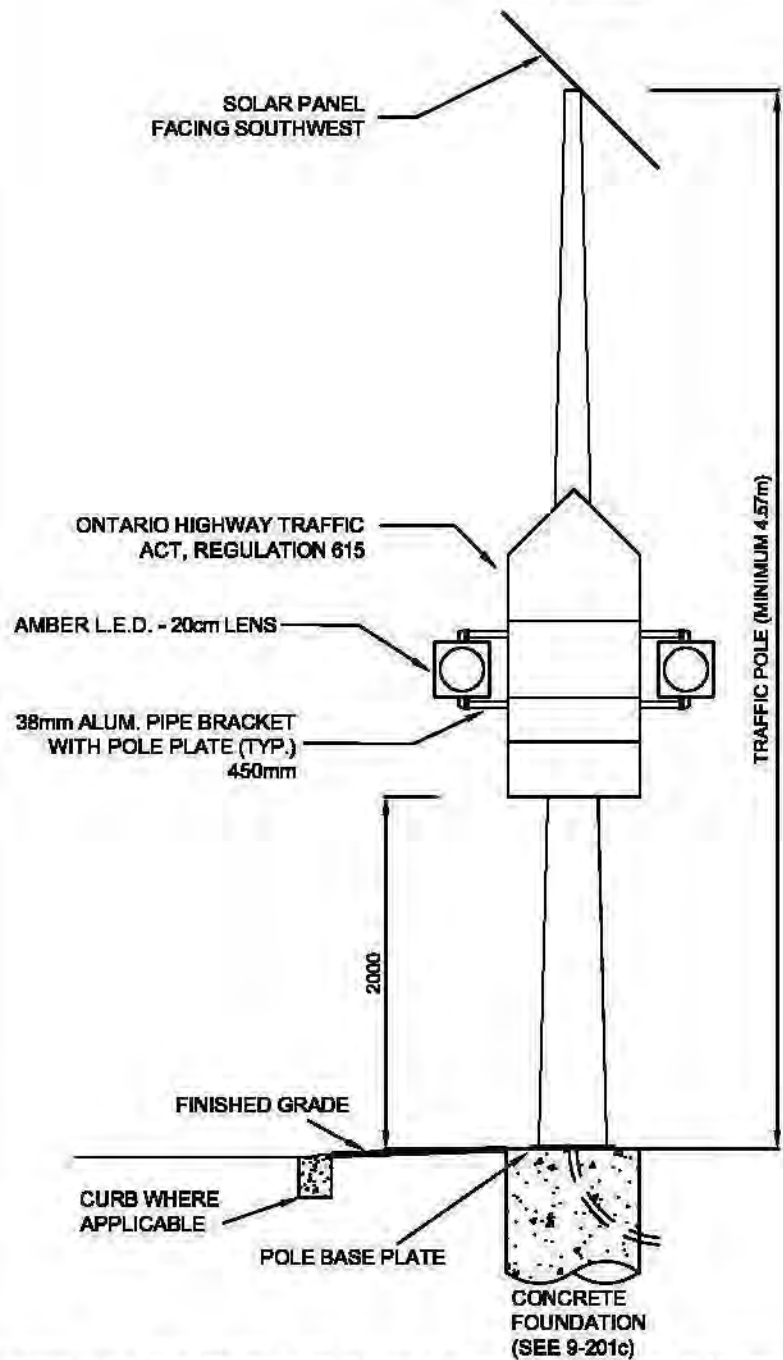 SOLAR PANEL
FACING SOUTHWEST
ONTARIO HIGHWAY TRAFFIC
ACT, REGULATION 615
AMBER L.E.D. - 20cm LENS
38mm ALUM. PIPE BRACKET
WITH POLE PLATE (TYP.)
450mm
TRAFFIC POLE (MINIMUM 4.57m)
2000
FINISHED GRADE
CURB WHERE
APPLICABLE
POLE BASE PLATE
CONCRETE
FOUNDATION
(SEE 9-201c)